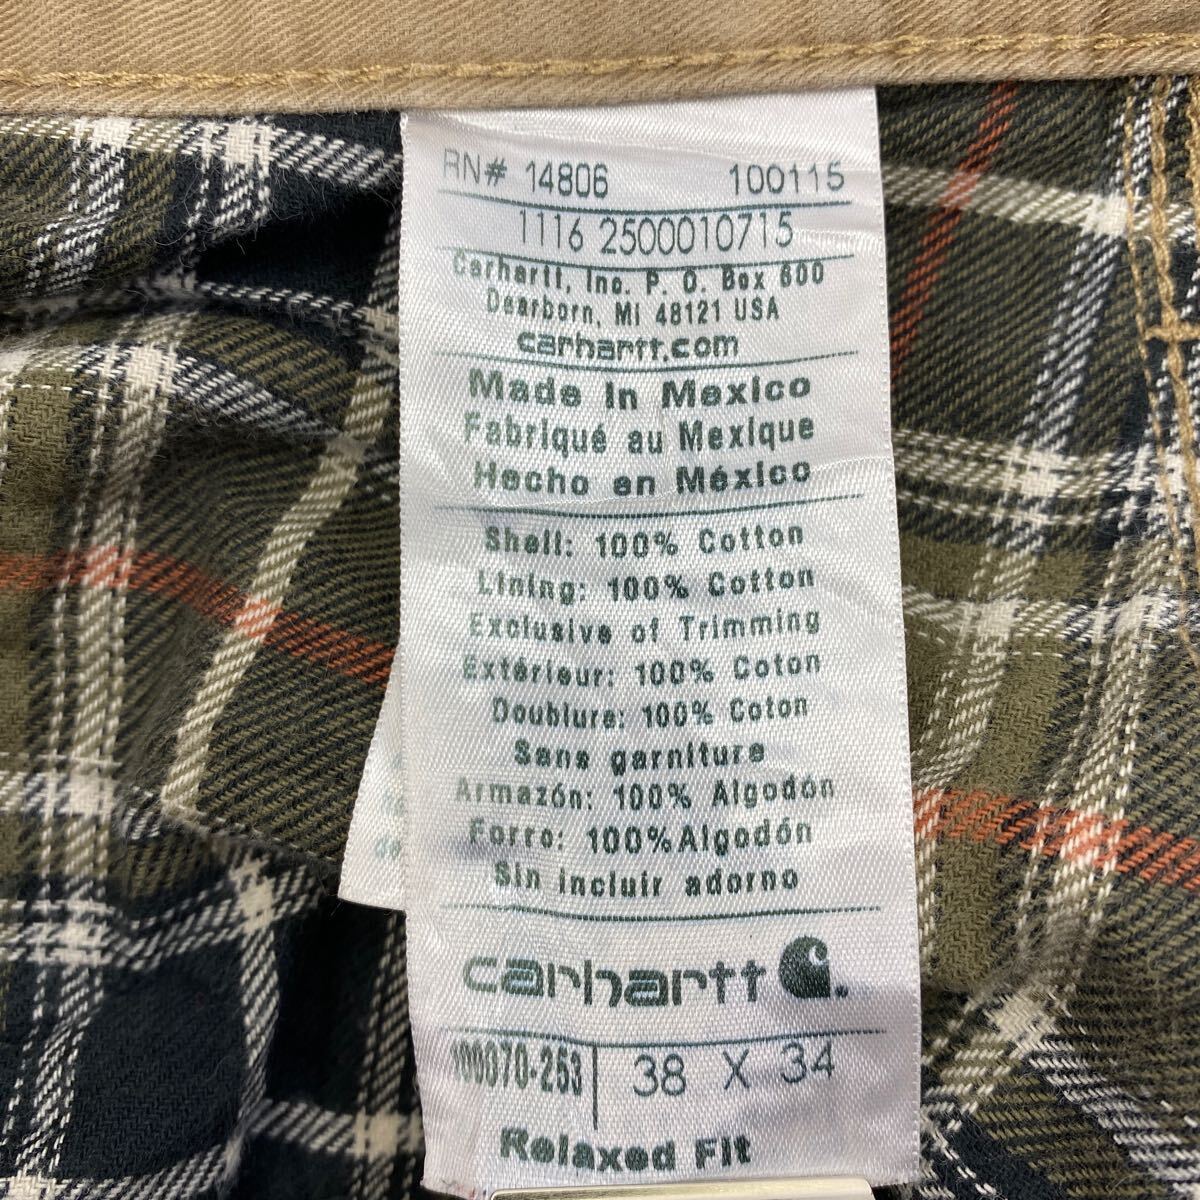 RN# 14806 100115
1116 2500010715
Carhartt, Inc. P. O. Box 600
Dearborn, MI 48121 USA
carhartt.com
Made In Mexico
Fabriqué au Mexique
Hecho en México
Shell: 100% Cotton
Lining: 100% Cotton
Exclusive of Trimming
Extérieur: 100% Coton
Doublure: 100% Coton
Sans garniture
Armazón: 100% Algodón
Forro: 100% Algodón
Sin incluir adorno
carhartt
100070-253 38 X 34
Relaxed Fit